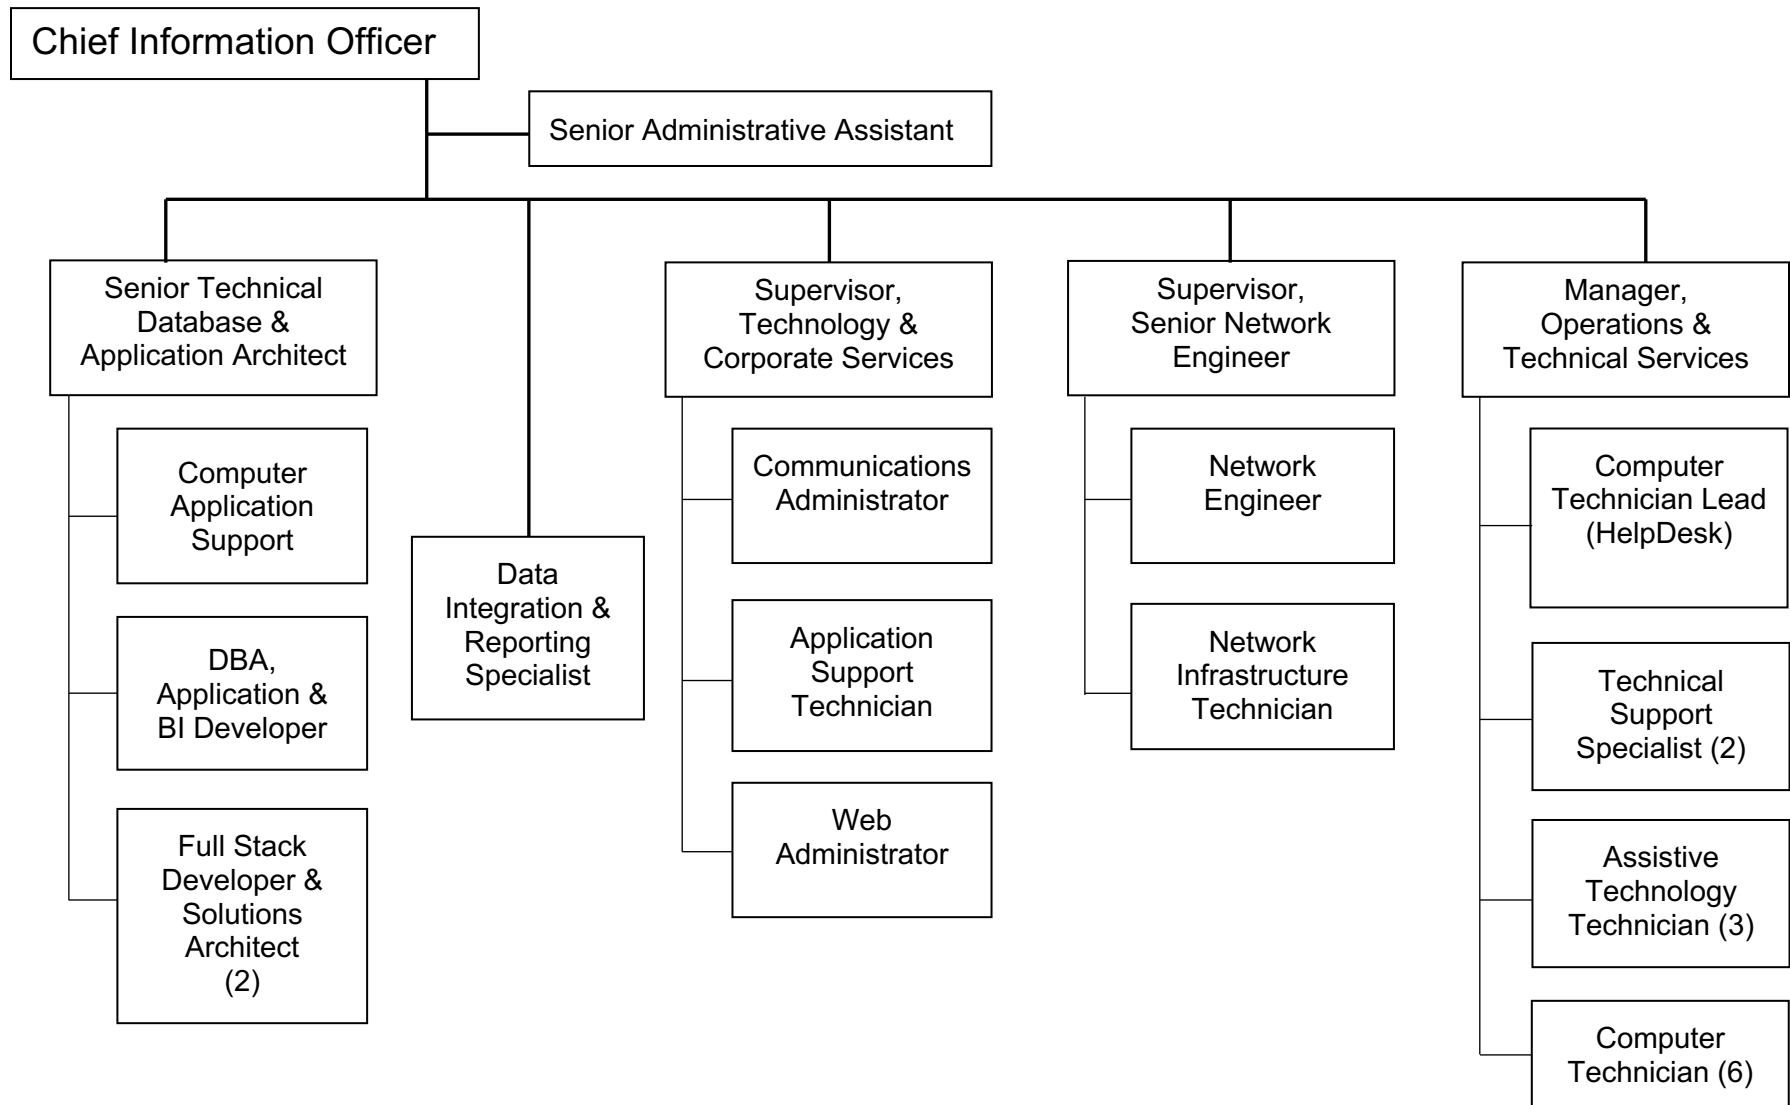 Chief Information Officer
Senior Administrative Assistant
Senior Technical
Database &
Application Architect
Computer
Application
Support
DBA,
Application &
BI Developer
Full Stack
Developer &
Solutions
Architect
(2)
Data
Integration &
Reporting
Specialist
Supervisor,
Technology &
Corporate Services
Communications
Administrator
Application
Support
Technician
Web
Administrator
Supervisor,
Senior Network
Engineer
Network
Engineer
Network
Infrastructure
Technician
Manager,
Operations &
Technical Services
Computer
Technician Lead
(HelpDesk)
Technical
Support
Specialist (2)
Assistive
Technology
Technician (3)
Computer
Technician (6)